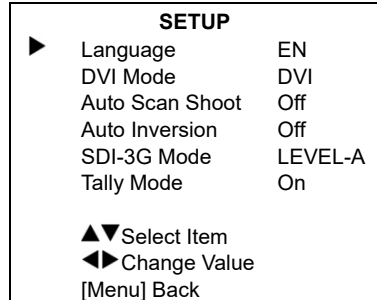 SETUP
▶ Language EN
DVI Mode DVI
Auto Scan Shoot Off
Auto Inversion Off
SDI-3G Mode LEVEL-A
Tally Mode On
▲▼Select Item
◀▶Change Value
[Menu] Back